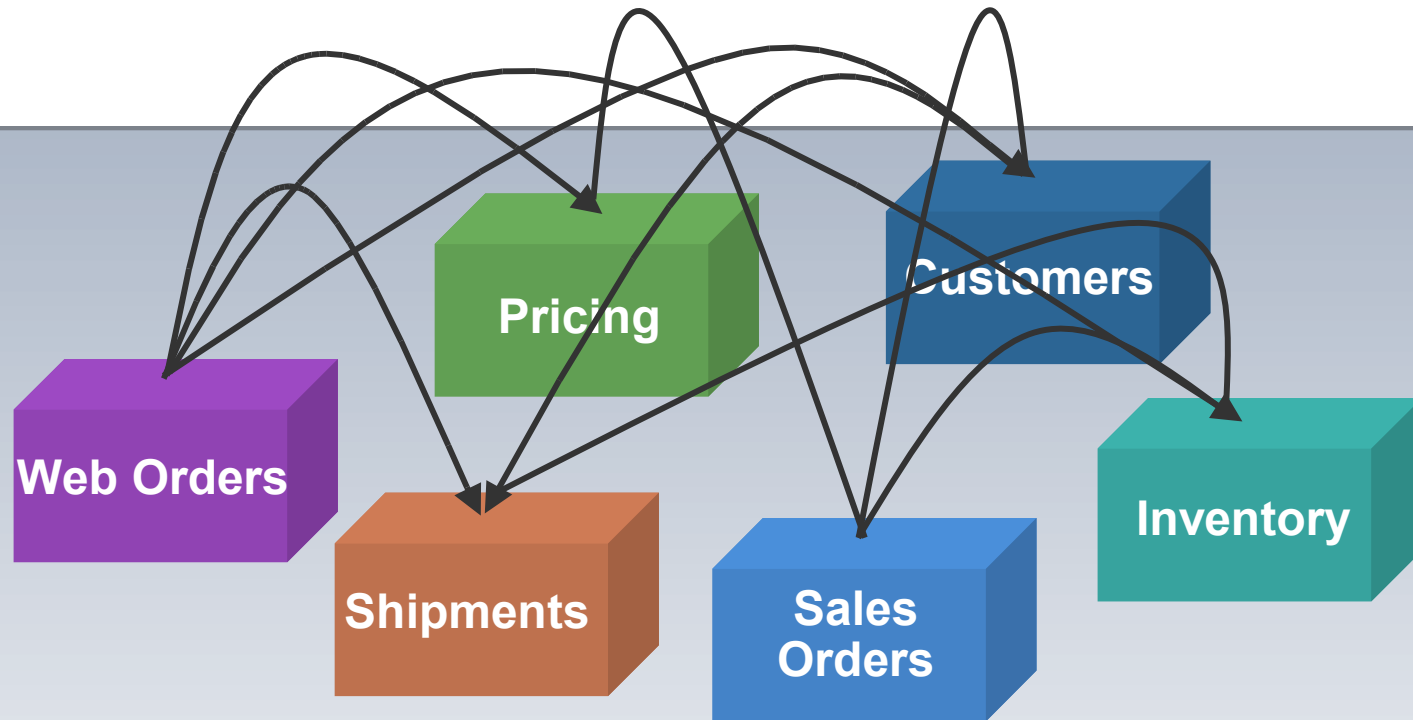 Pricing
Customers
Web Orders
Inventory
Shipments
Sales
Orders